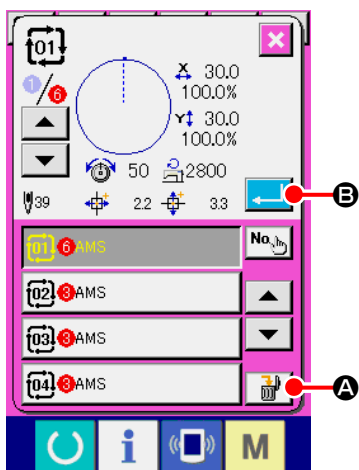 01
X 30.0
100.0%
1/6
Y 30.0
100.0%
50 2800
39 2.2 3.3
B
01 6 AMS
No.
02 3 AMS
03 3 AMS
04 3 AMS
A
i M